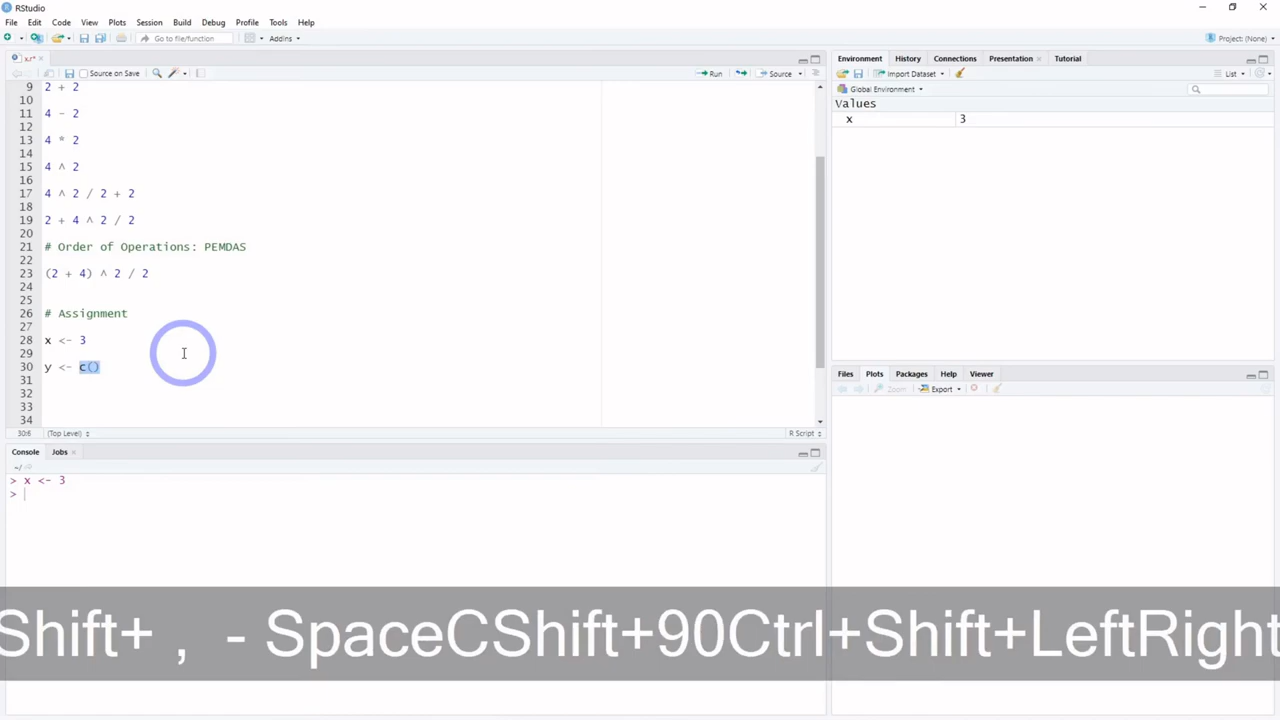 RStudio
File Edit Code View Plots Session Build Debug Profile Tools Help
Go to file/function Addins Project: (None)
x.r*
Source on Save Run Source
9 2 + 2
10
11 4 - 2
12
13 4 * 2
14
15 4 ^ 2
16
17 4 ^ 2 / 2 + 2
18
19 2 + 4 ^ 2 / 2
20
21 # Order of Operations: PEMDAS
22
23 (2 + 4) ^ 2 / 2
24
25
26 # Assignment
27
28 x <- 3
29
30 y <- c()
31
32
33
34
30:6 (Top Level) R Script
Console Jobs
~/
> x <- 3
>
Environment History Connections Presentation Tutorial
Import Dataset List
Global Environment
Values
x 3
Files Plots Packages Help Viewer
Zoom Export
Shift+ , - SpaceCShift+90Ctrl+Shift+LeftRight